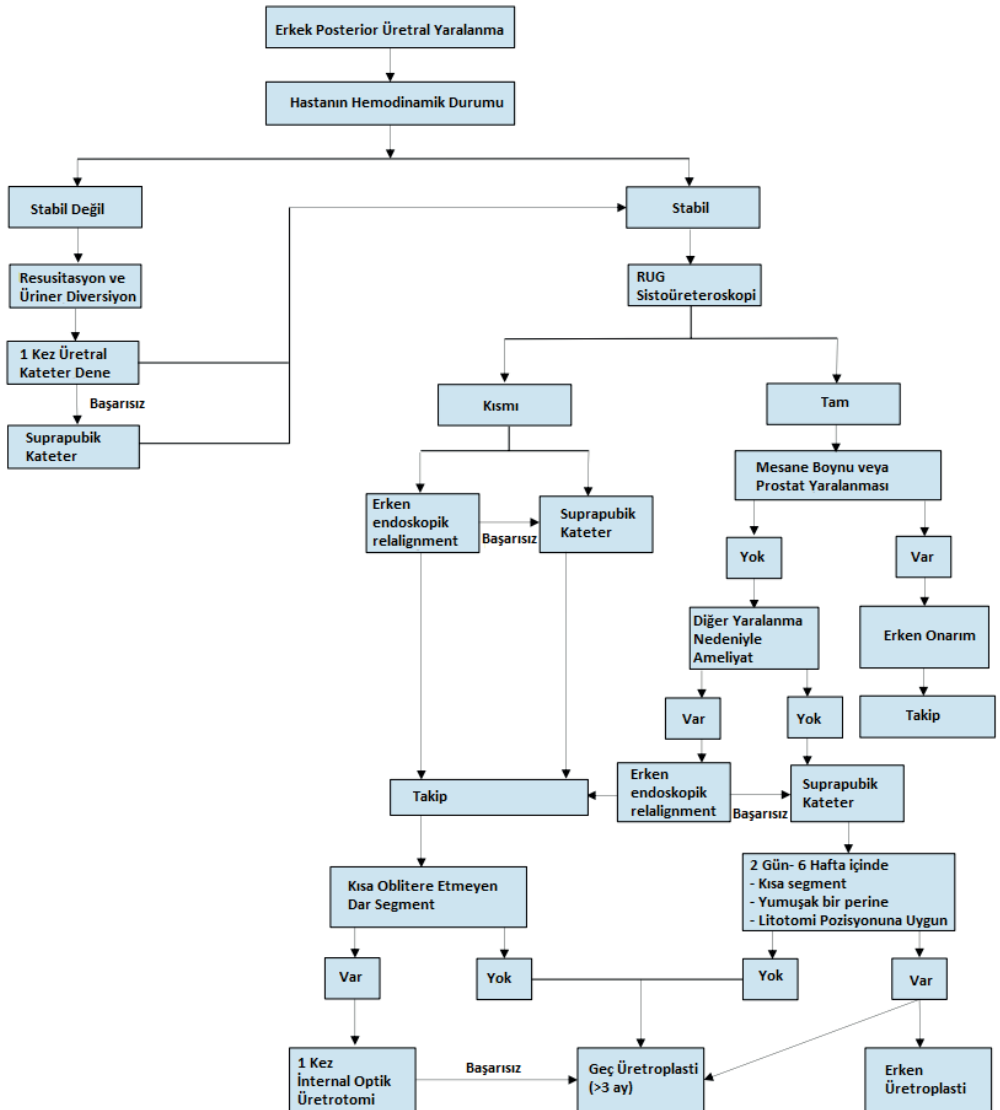 Erkek Posterior Üretral Yaralanma
Hastanın Hemodinamik Durumu
Stabil Değil
Stabil
Resusitasyon ve
Üriner Diversiyon
RUG
Sistoüreteroskopi
1 Kez Üretral
Kateter Dene
Başarısız
Suprapubik
Kateter
Kısmı
Tam
Mesane Boynu veya
Prostat Yaralanması
Erken
endoskopik
relalignment
Başarısız
Suprapubik
Kateter
Yok
Var
Diğer Yaralanma
Nedeniyle
Ameliyat
Erken Onarım
Var
Yok
Takip
Takip
Erken
endoskopik
relalignment
Başarısız
Suprapubik
Kateter
Kısa Oblitere Etmeyen
Dar Segment
2 Gün- 6 Hafta içinde
- Kısa segment
- Yumuşak bir perine
- Litotomi Pozisyonuna Uygun
Var
Yok
Yok
Var
1 Kez
İnternal Optik
Üretrotomi
Başarısız
Geç Üretroplasti
(>3 ay)
Erken
Üretroplasti